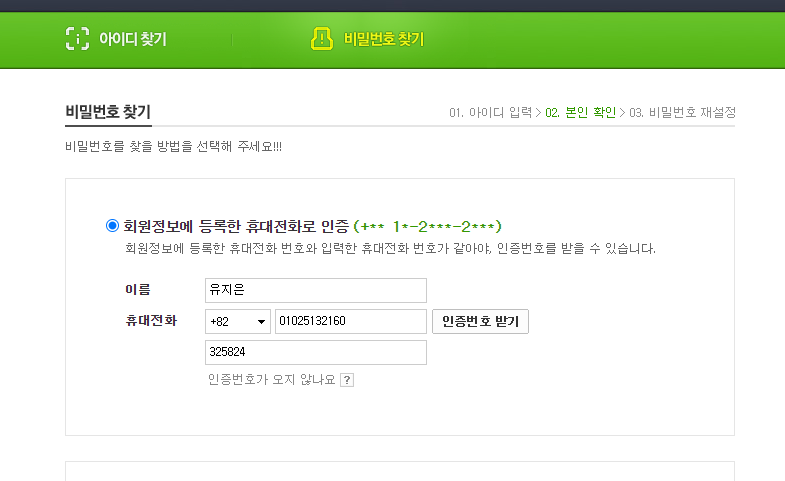 아이디 찾기 비밀번호 찾기
비밀번호 찾기 01. 아이디 입력 > 02. 본인 확인 > 03. 비밀번호 재설정
비밀번호를 찾을 방법을 선택해 주세요!!!
회원정보에 등록한 휴대전화로 인증 (+** 1*-2***-2***)
회원정보에 등록한 휴대전화 번호와 입력한 휴대전화 번호가 같아야, 인증번호를 받을 수 있습니다.
이름 유지은
휴대전화 +82 01025132160 인증번호 받기
325824
인증번호가 오지 않나요 ?